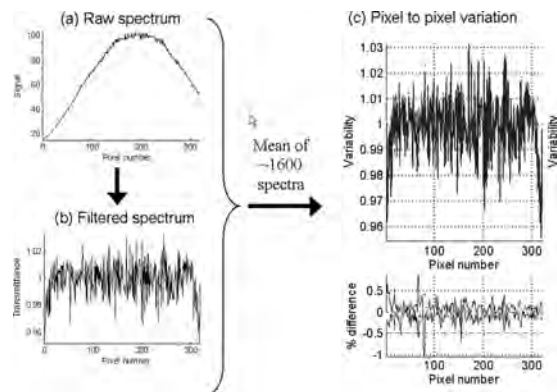 (a) Raw spectrum
Signal
100
80
60
40
20
0
100
200
300
Pixel number
(b) Filtered spectrum
Transmittance
1.02
0.99
0.96
0
100
200
300
Pixel number
Mean of
~1600
spectra
(c) Pixel to pixel variation
Variability
1.03
1.02
1.01
1
0.99
0.98
0.97
0.96
Variability
100
200
300
Pixel number
% difference
0.5
0
-0.5
-1
100
200
300
Pixel number